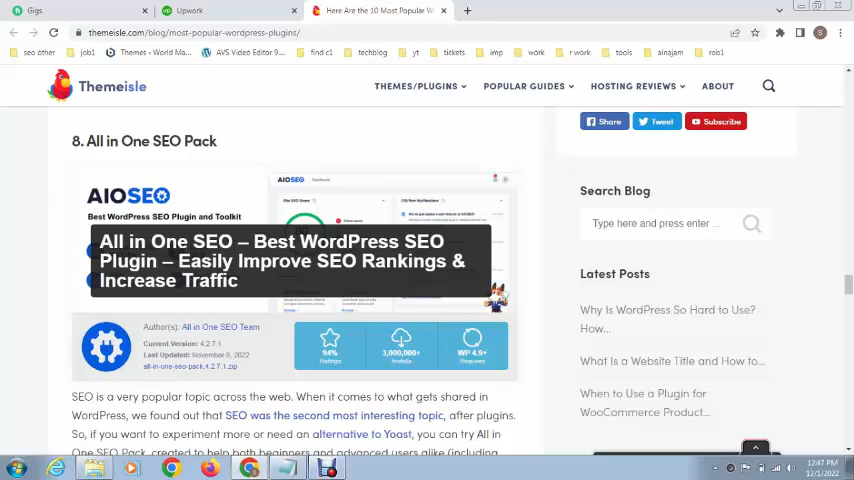 Gigs
Upwork
Here Are the 10 Most Popular W
themeisle.com/blog/most-popular-wordpress-plugins/
seo other
job1
Themes ‹ World Ma...
AVS Video Editor 9...
find c1
techblog
yt
tickets
imp
work
r work
tools
alnajam
rob1
Themeisle
THEMES/PLUGINS
POPULAR GUIDES
HOSTING REVIEWS
ABOUT
Share
Tweet
Subscribe
8. All in One SEO Pack
AIOSEO
Best WordPress SEO Plugin and Toolkit
AIOSEO
All in One SEO – Best WordPress SEO
Plugin – Easily Improve SEO Rankings &
Increase Traffic
Author(s): All in One SEO Team
Current Version: 4.2.7.1
Last Updated: November 8, 2022
all-in-one-seo-pack.4.2.7.1.zip
94%
Ratings
3,000,000+
Installs
WP 4.9+
Requires
SEO is a very popular topic across the web. When it comes to what gets shared in
WordPress, we found out that SEO was the second most interesting topic, after plugins.
So, if you want to experiment more or need an alternative to Yoast, you can try All in
One SEO Pack, created to help both beginners and advanced users alike (including
Search Blog
Type here and press enter ...
Latest Posts
Why Is WordPress So Hard to Use?
How...
What Is a Website Title and How to...
When to Use a Plugin for
WooCommerce Product...
12:47 PM
12/1/2022